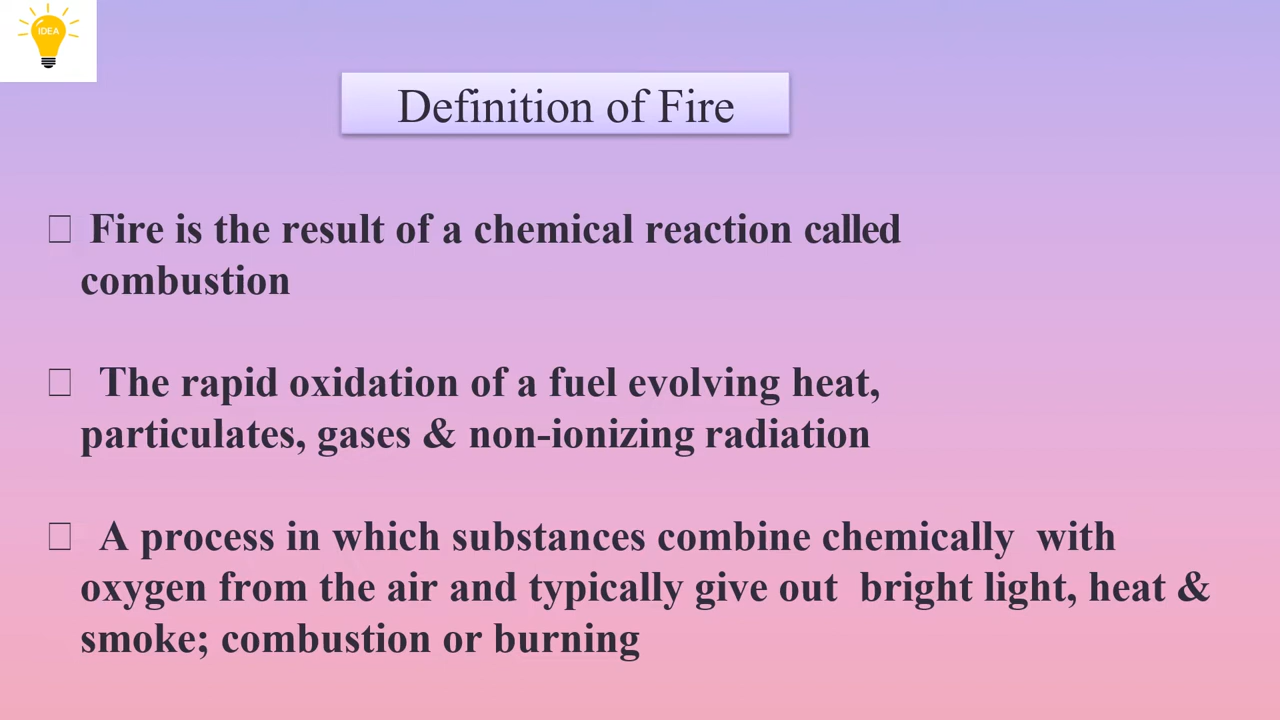 IDEA
Definition of Fire
Fire is the result of a chemical reaction called
combustion
The rapid oxidation of a fuel evolving heat,
particulates, gases & non-ionizing radiation
A process in which substances combine chemically with
oxygen from the air and typically give out bright light, heat &
smoke; combustion or burning